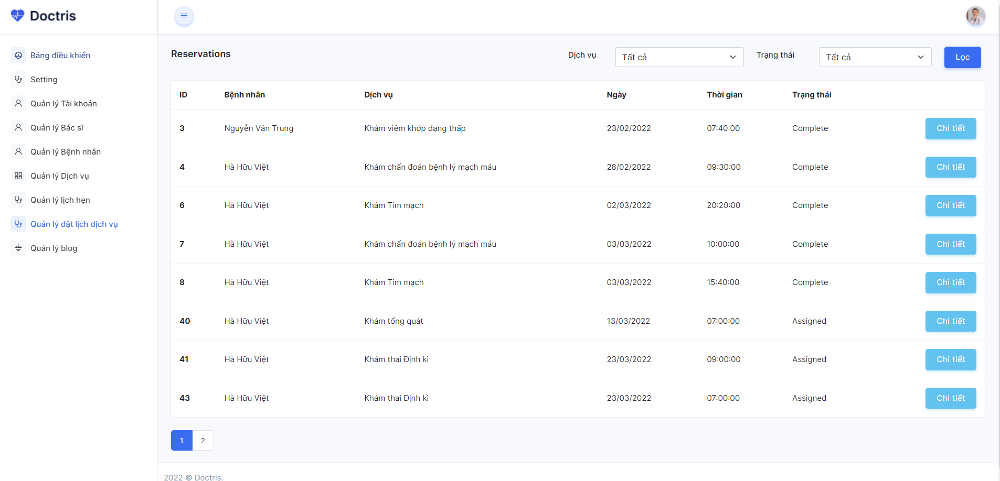 Doctris
Bảng điều khiển
Setting
Quản lý Tài khoản
Quản lý Bác sĩ
Quản lý Bệnh nhân
Quản lý Dịch vụ
Quản lý lịch hẹn
Quản lý đặt lịch dịch vụ
Quản lý blog
Reservations Dịch vụ Tất cả Trạng thái Tất cả Lọc
ID Bệnh nhân Dịch vụ Ngày Thời gian Trạng thái
3 Nguyễn Văn Trung Khám viêm khớp dạng thấp 23/02/2022 07:40:00 Complete Chi tiết
4 Hà Hữu Việt Khám chẩn đoán bệnh lý mạch máu 28/02/2022 09:30:00 Complete Chi tiết
6 Hà Hữu Việt Khám Tim mạch 02/03/2022 20:20:00 Complete Chi tiết
7 Hà Hữu Việt Khám chẩn đoán bệnh lý mạch máu 03/03/2022 10:00:00 Complete Chi tiết
8 Hà Hữu Việt Khám Tim mạch 03/03/2022 15:40:00 Complete Chi tiết
40 Hà Hữu Việt Khám tổng quát 13/03/2022 07:00:00 Assigned Chi tiết
41 Hà Hữu Việt Khám thai Định kì 23/03/2022 09:00:00 Assigned Chi tiết
43 Hà Hữu Việt Khám thai Định kì 23/03/2022 07:00:00 Assigned Chi tiết
1 2
2022 © Doctris.